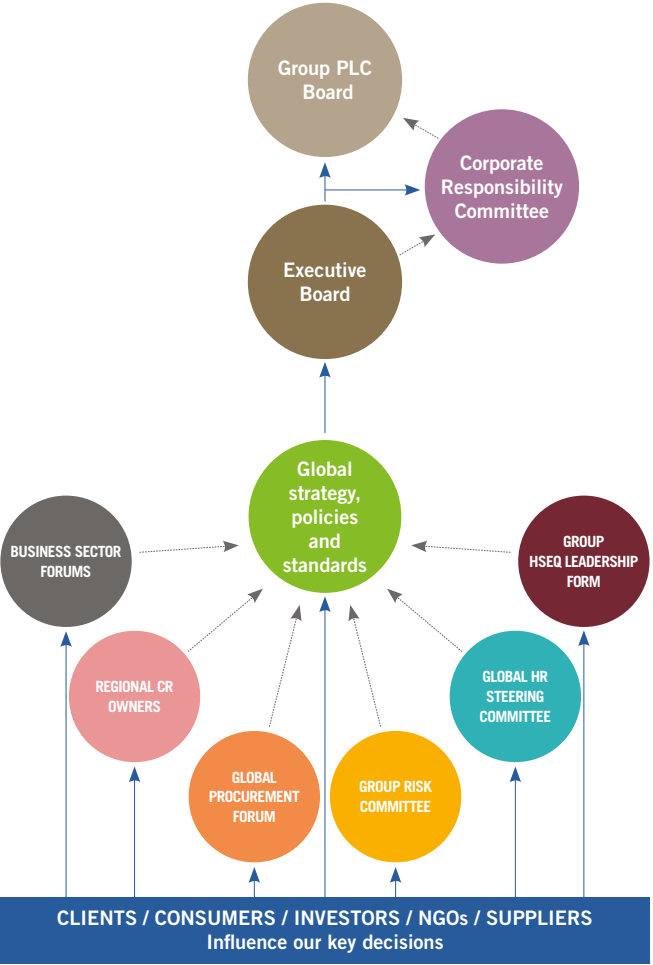 Group PLC
Board
Corporate
Responsibility
Committee
Executive
Board
Global
strategy,
policies
and
standards
BUSINESS SECTOR
FORUMS
GROUP
HSEQ LEADERSHIP
FORM
REGIONAL CR
OWNERS
GLOBAL HR
STEERING
COMMITTEE
GLOBAL
PROCUREMENT
FORUM
GROUP RISK
COMMITTEE
CLIENTS / CONSUMERS / INVESTORS / NGOs / SUPPLIERS
Influence our key decisions